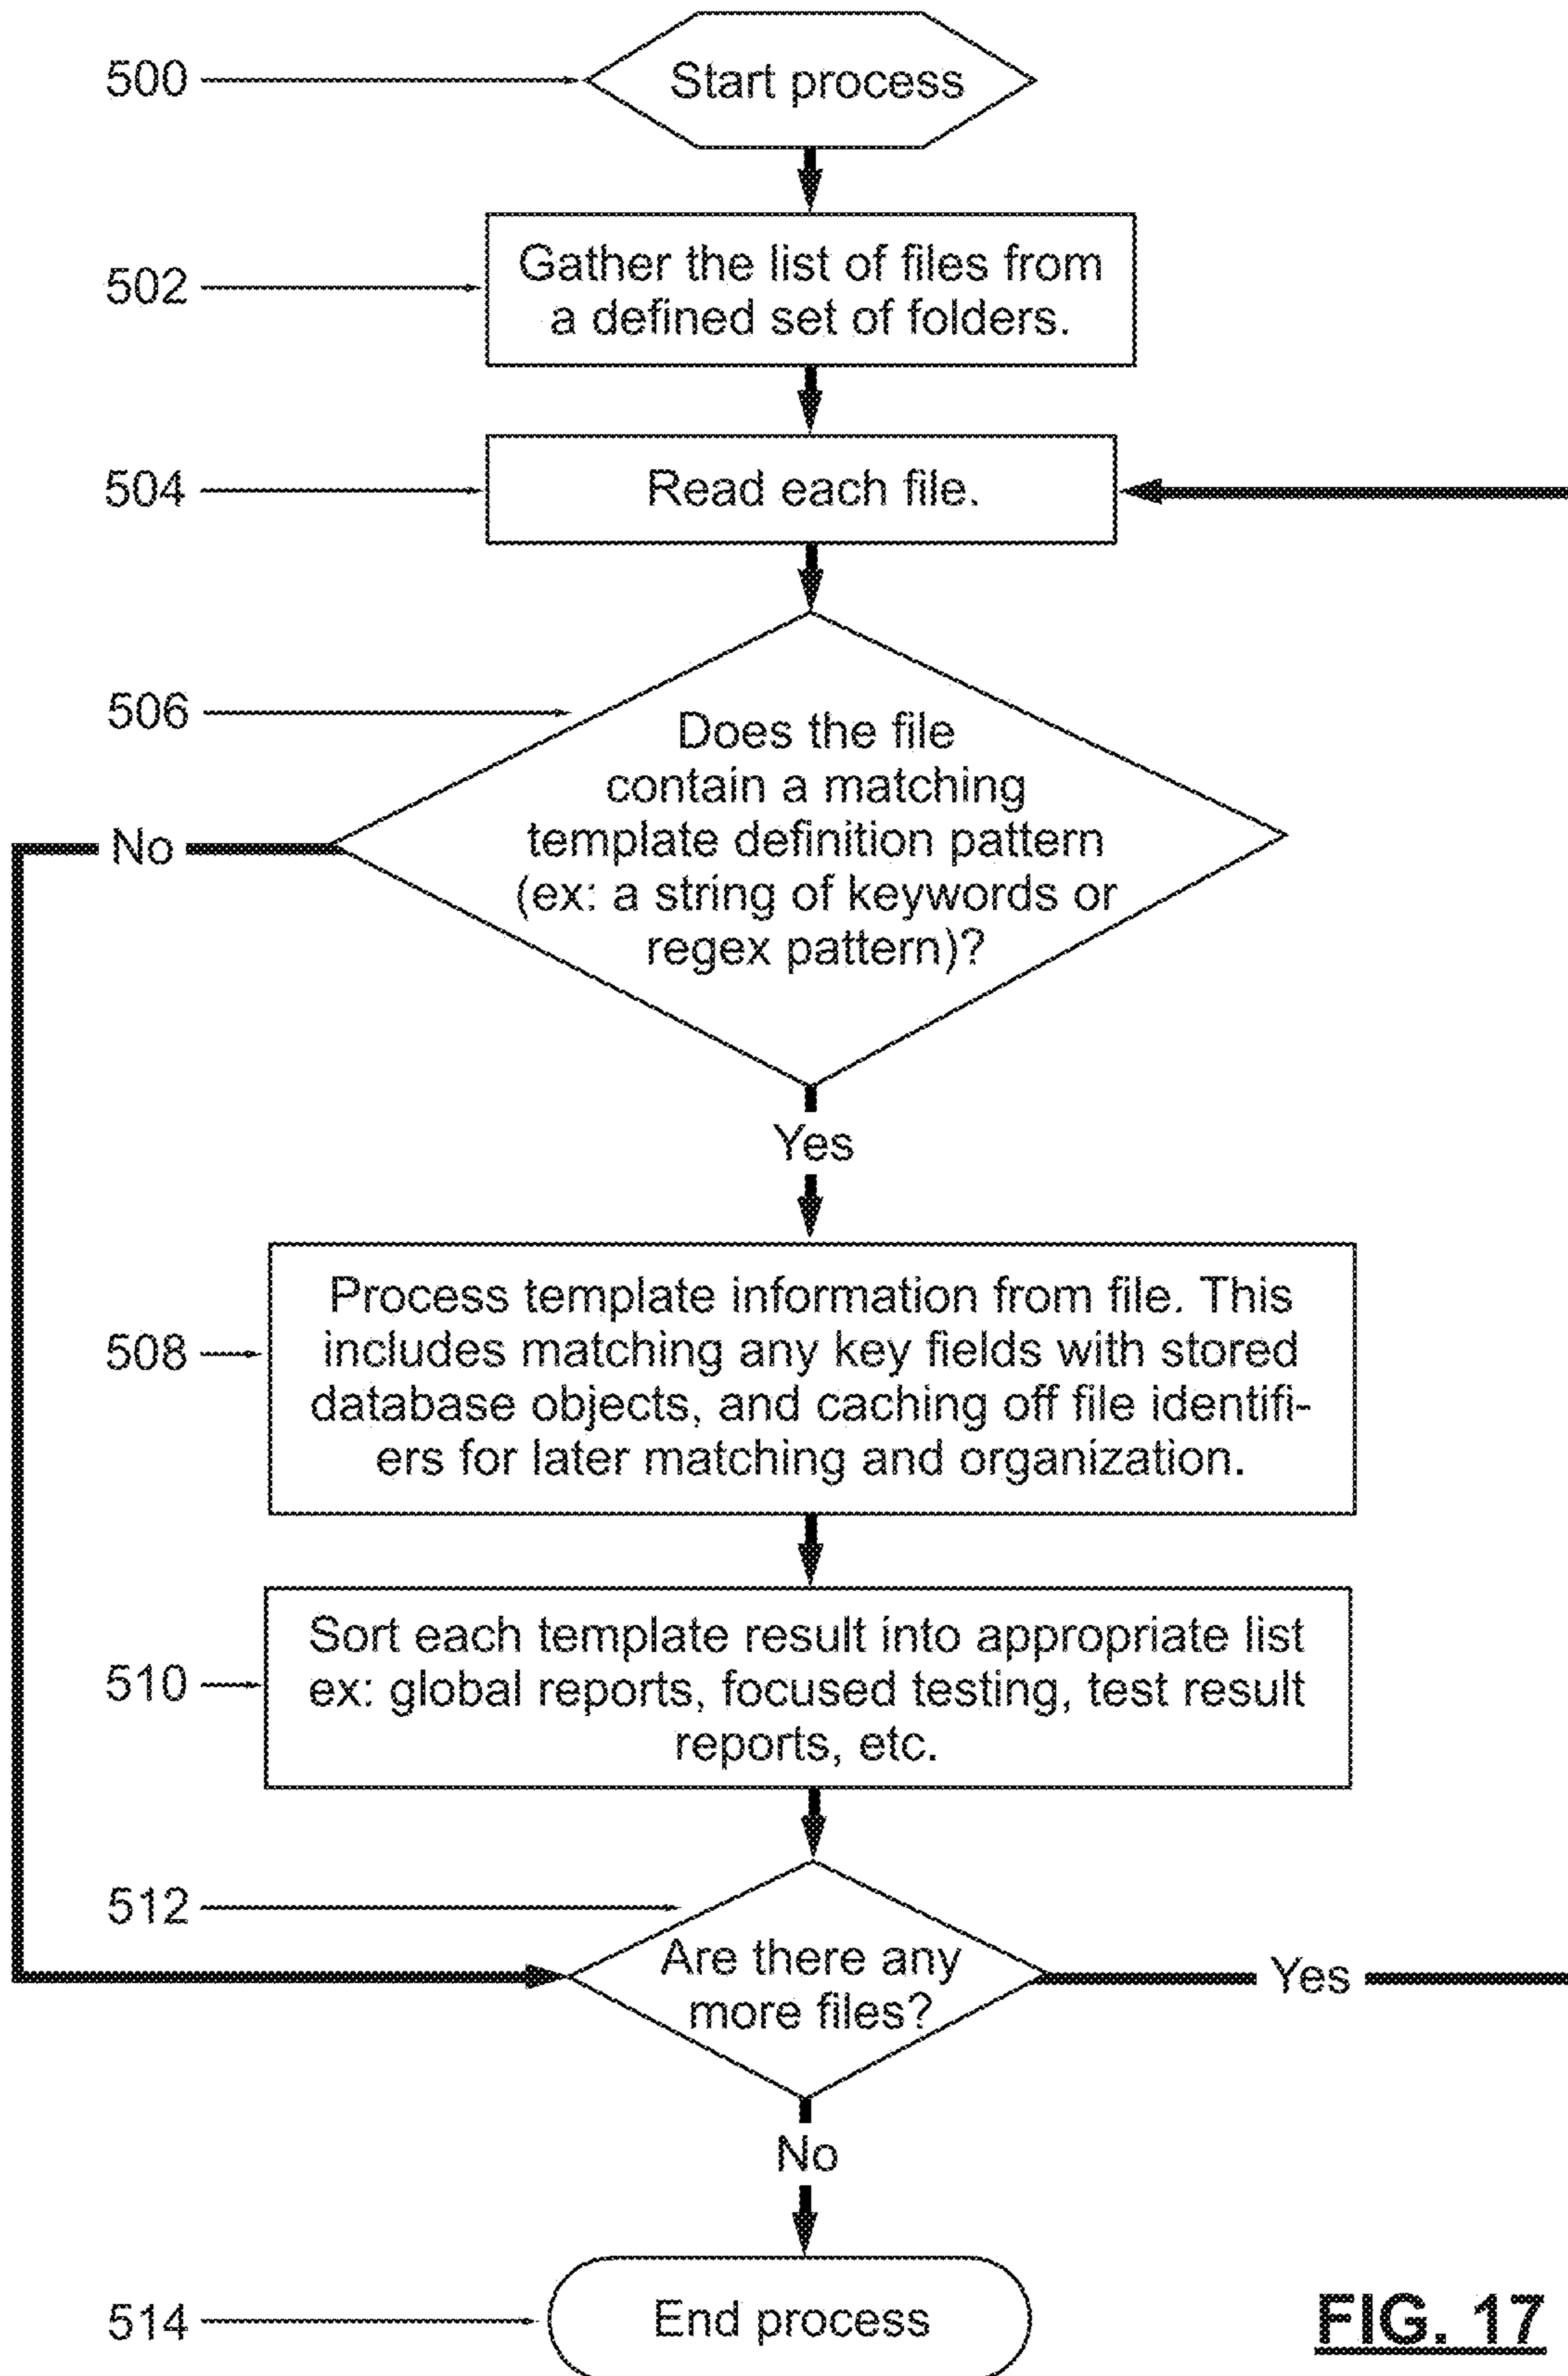 500
Start process
502
Gather the list of files from
a defined set of folders.
504
Read each file.
506
Does the file
contain a matching
template definition pattern
(ex: a string of keywords or
regex pattern)?
No
Yes
508
Process template information from file. This
includes matching any key fields with stored
database objects, and caching off file identifi-
ers for later matching and organization.
510
Sort each template result into appropriate list
ex: global reports, focused testing, test result
reports, etc.
512
Are there any
more files?
Yes
No
514
End process
FIG. 17